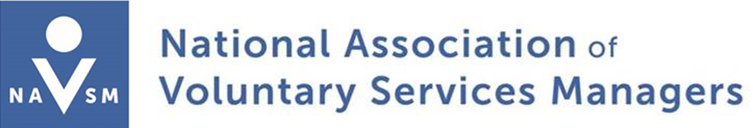 NAVSM
National Association of
Voluntary Services Managers